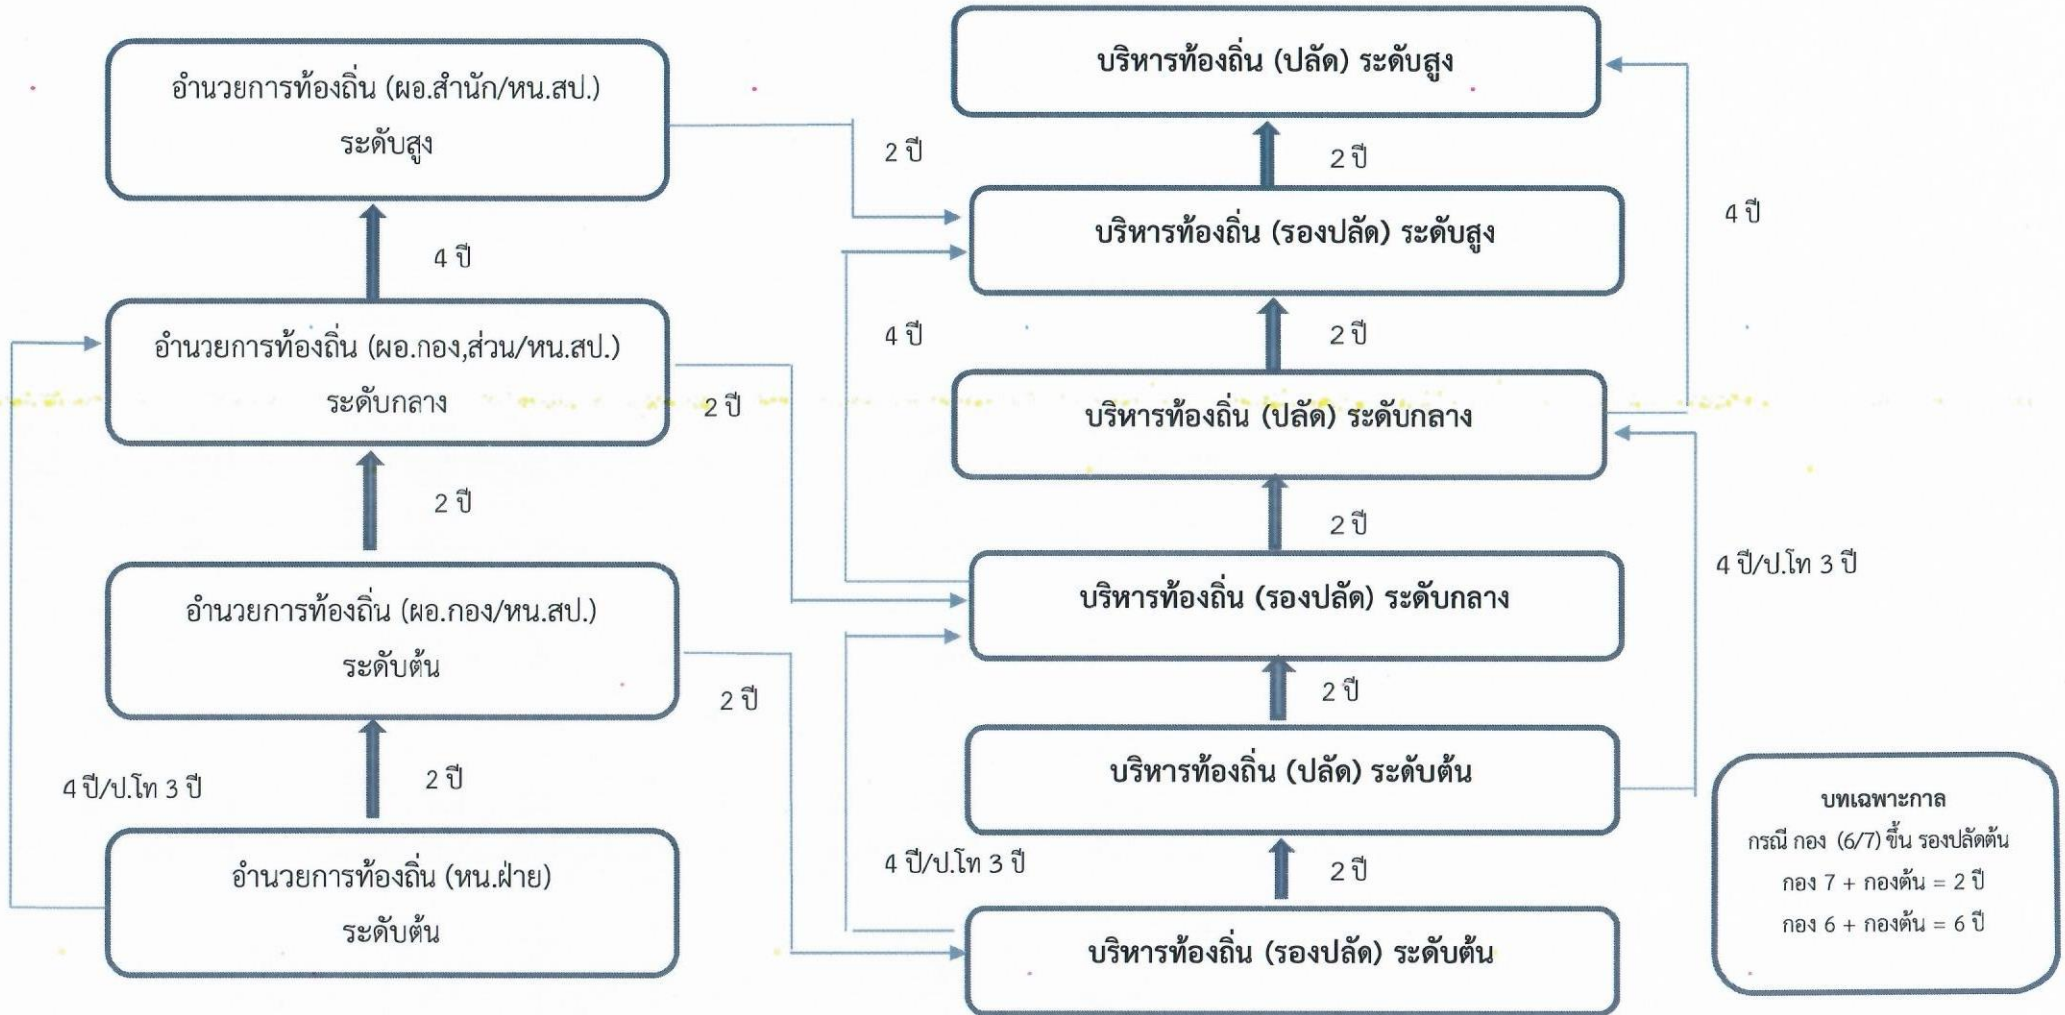 อำนวยการท้องถิ่น (ผอ.สำนัก/หน.สป.)
ระดับสูง
4 ปี
อำนวยการท้องถิ่น (ผอ.กอง,ส่วน/หน.สป.)
ระดับกลาง
2 ปี
อำนวยการท้องถิ่น (ผอ.กอง/หน.สป.)
ระดับต้น
4 ปี/ป.โท 3 ปี
2 ปี
อำนวยการท้องถิ่น (หน.ฝ่าย)
ระดับต้น
2 ปี
4 ปี
2 ปี
2 ปี
4 ปี/ป.โท 3 ปี
บริหารท้องถิ่น (ปลัด) ระดับสูง
2 ปี
บริหารท้องถิ่น (รองปลัด) ระดับสูง
2 ปี
บริหารท้องถิ่น (ปลัด) ระดับกลาง
2 ปี
บริหารท้องถิ่น (รองปลัด) ระดับกลาง
2 ปี
บริหารท้องถิ่น (ปลัด) ระดับต้น
2 ปี
บริหารท้องถิ่น (รองปลัด) ระดับต้น
4 ปี
4 ปี/ป.โท 3 ปี
บทเฉพาะกาล
กรณี กอง (6/7) ขึ้น รองปลัดต้น
กอง 7 + กองต้น = 2 ปี
กอง 6 + กองต้น = 6 ปี